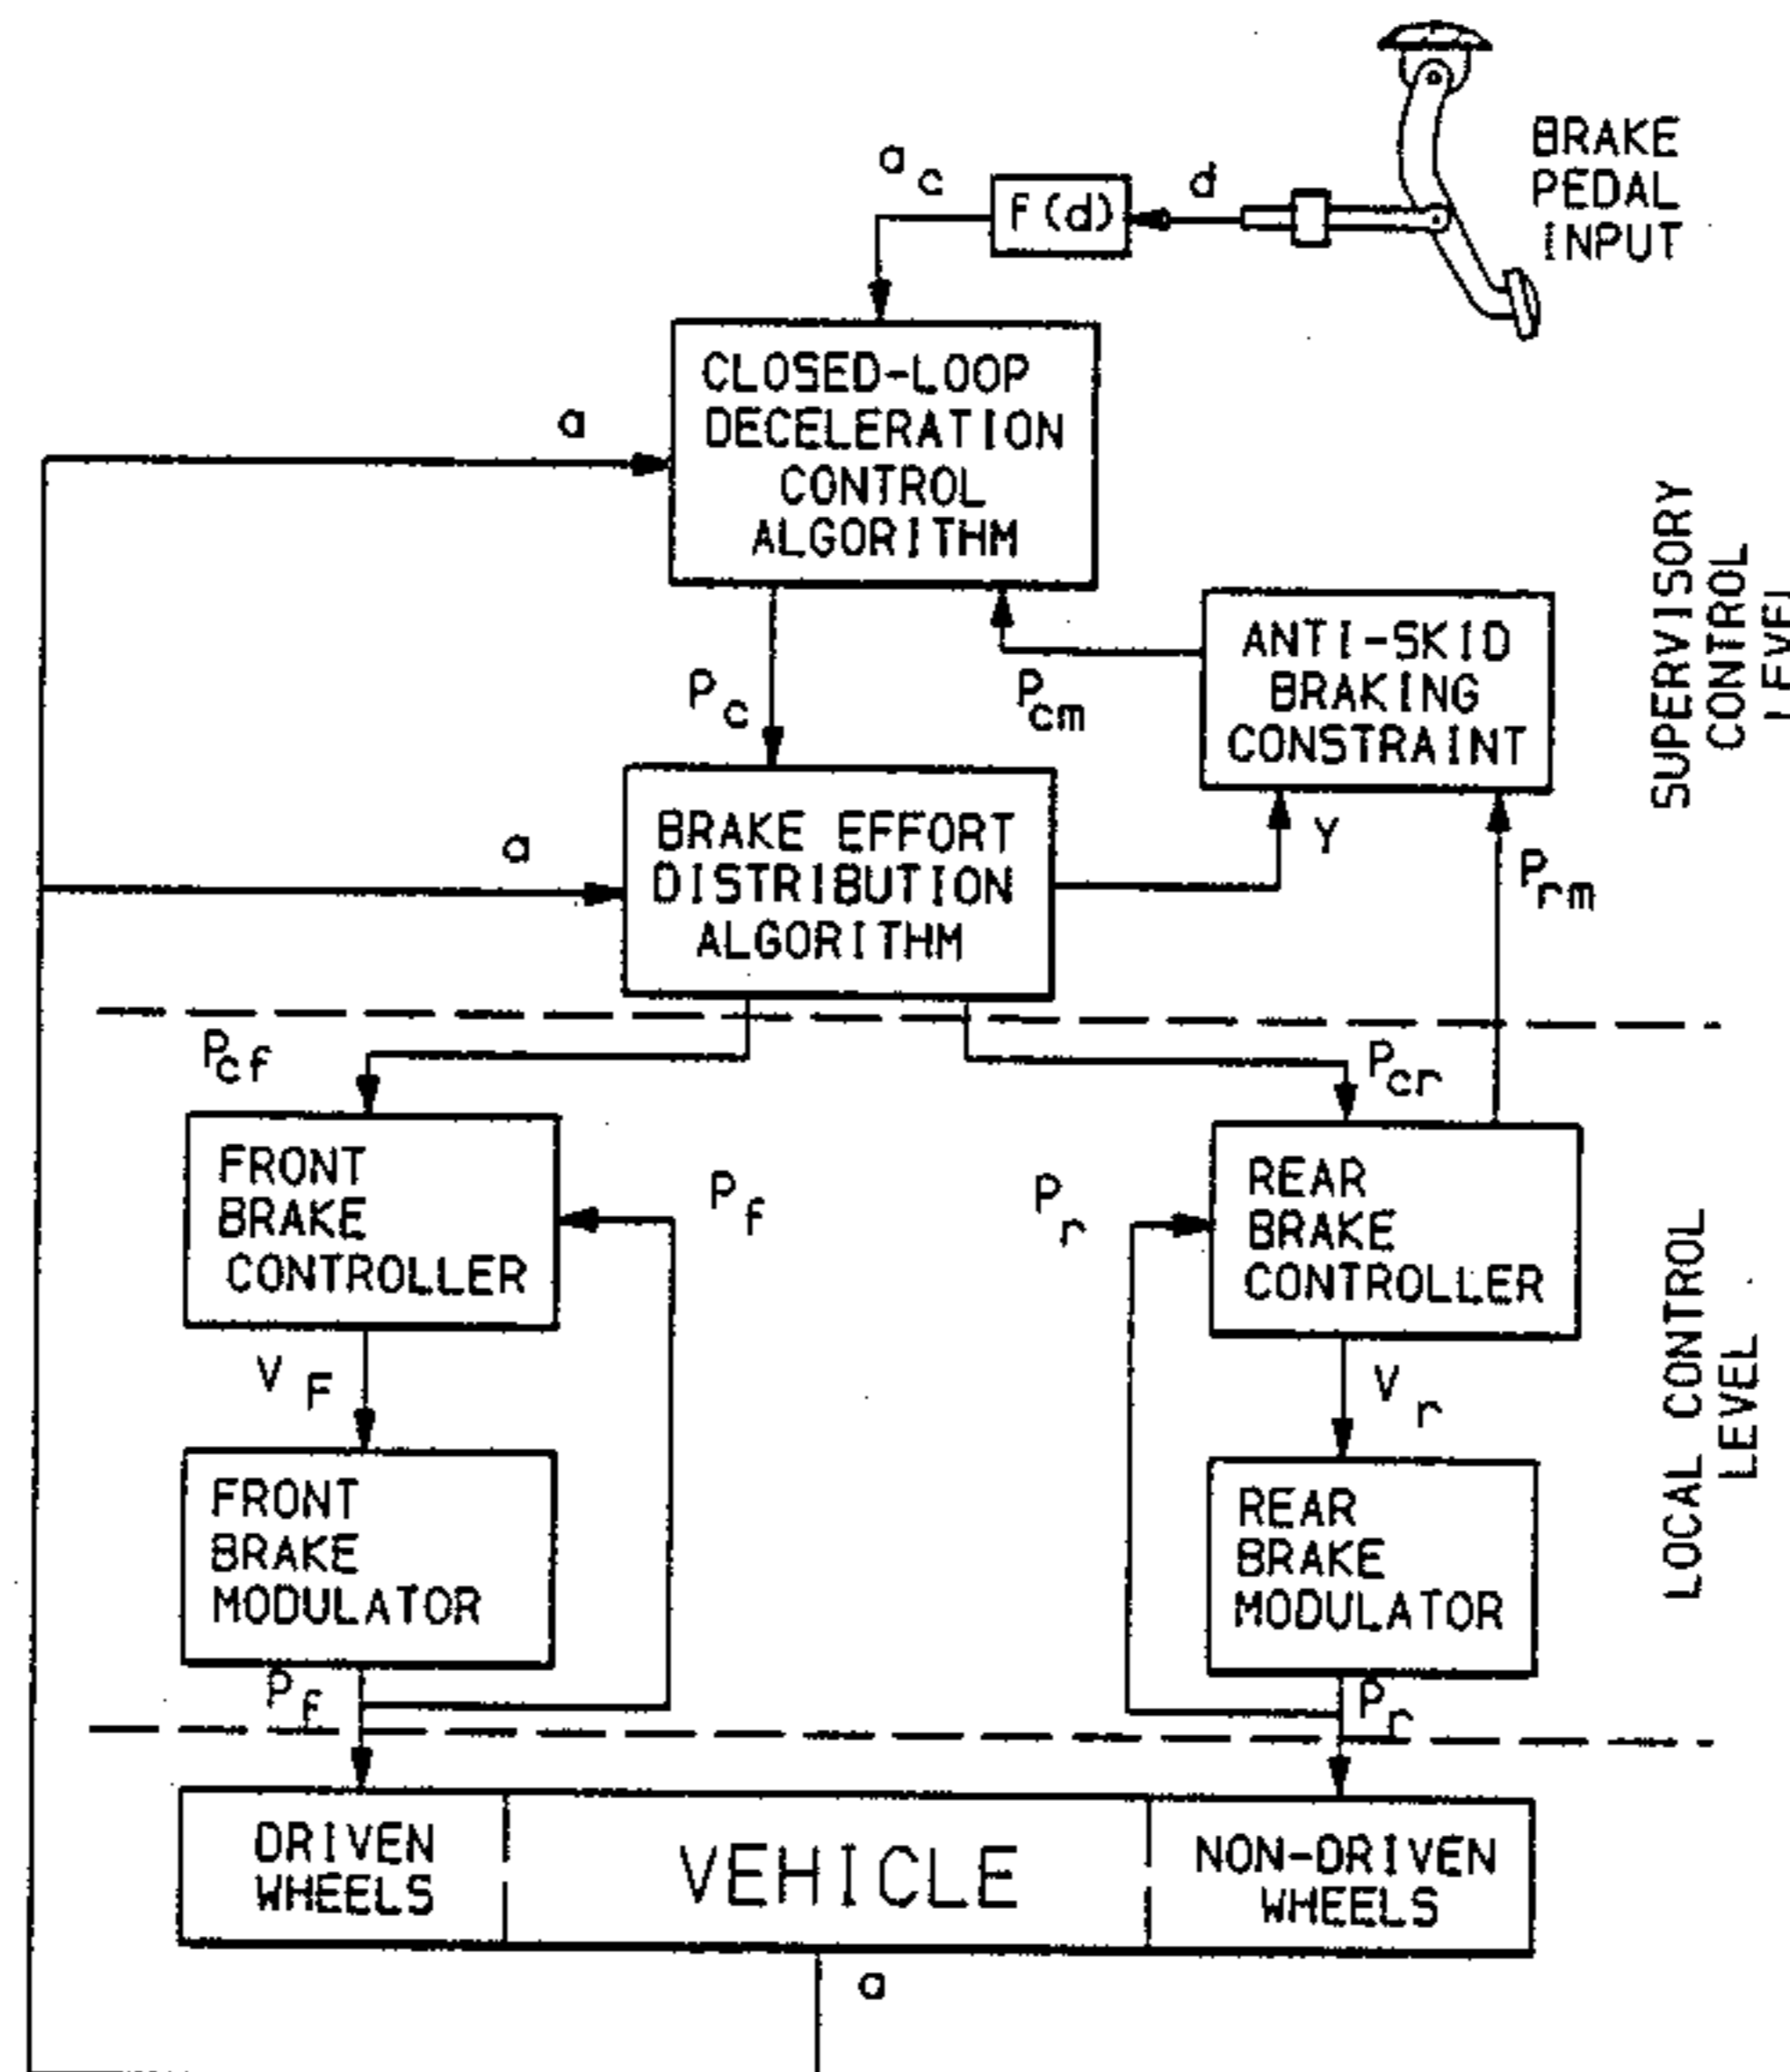 BRAKE
PEDAL
INPUT
d
f(d)
a c
CLOSED-LOOP
DECELERATION
CONTROL
ALGORITHM
a
SUPERVISORY
CONTROL
LEVEL
ANTI-SKID
BRAKING
CONSTRAINT
P c
P cm
BRAKE EFFORT
DISTRIBUTION
ALGORITHM
a
Y
P rm
P cf
P cr
FRONT
BRAKE
CONTROLLER
P f
P r
REAR
BRAKE
CONTROLLER
LOCAL CONTROL
LEVEL
V F
V r
FRONT
BRAKE
MODULATOR
REAR
BRAKE
MODULATOR
P f
P r
DRIVEN
WHEELS
VEHICLE
NON-DRIVEN
WHEELS
a